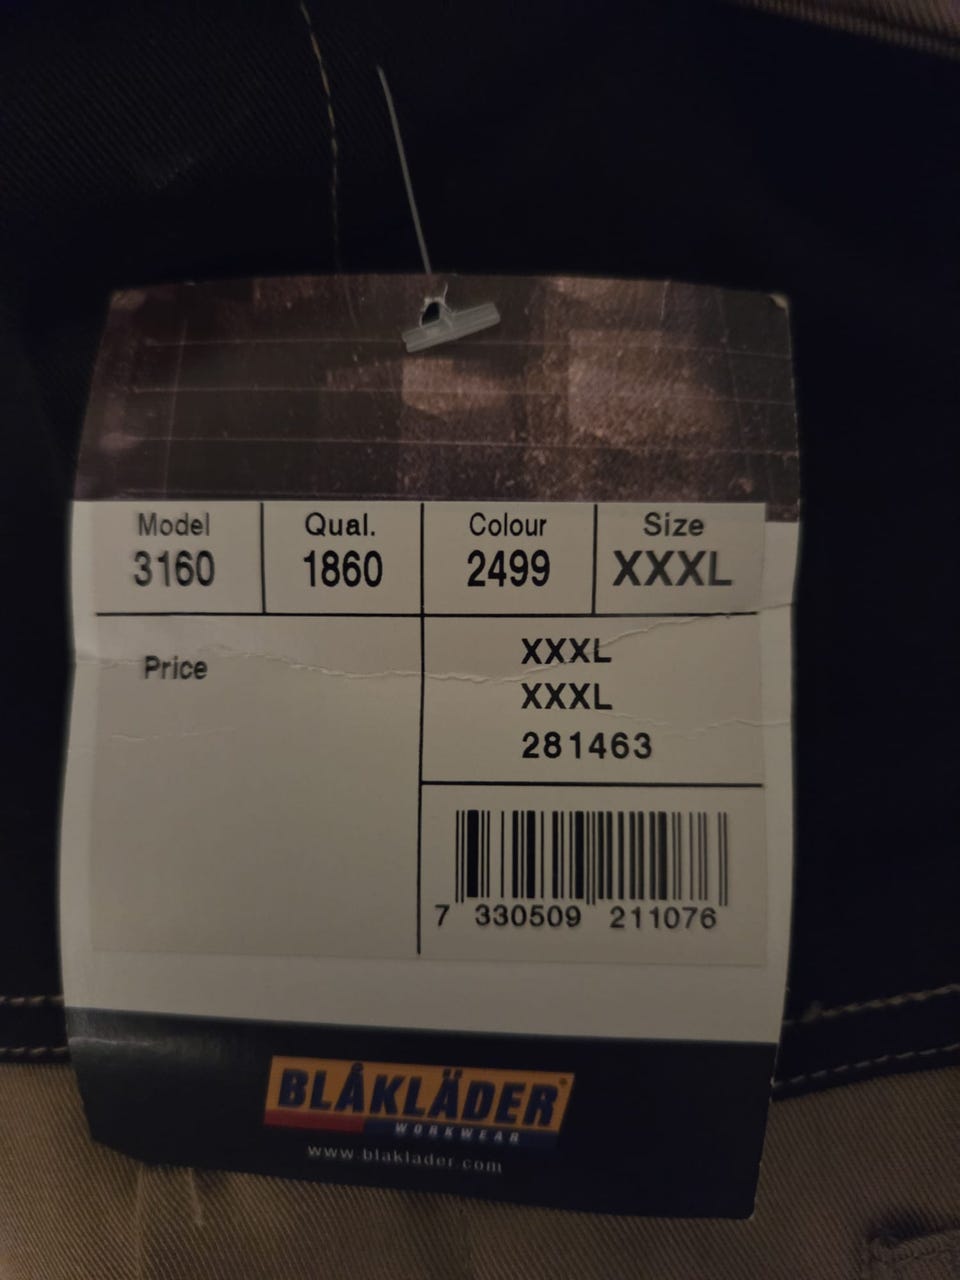 Model Qual. Colour Size
3160 1860 2499 XXXL
Price
XXXL
XXXL
281463
7 330509 211076
BLÅKLÄDER®
WORKWEAR
www.blaklader.com